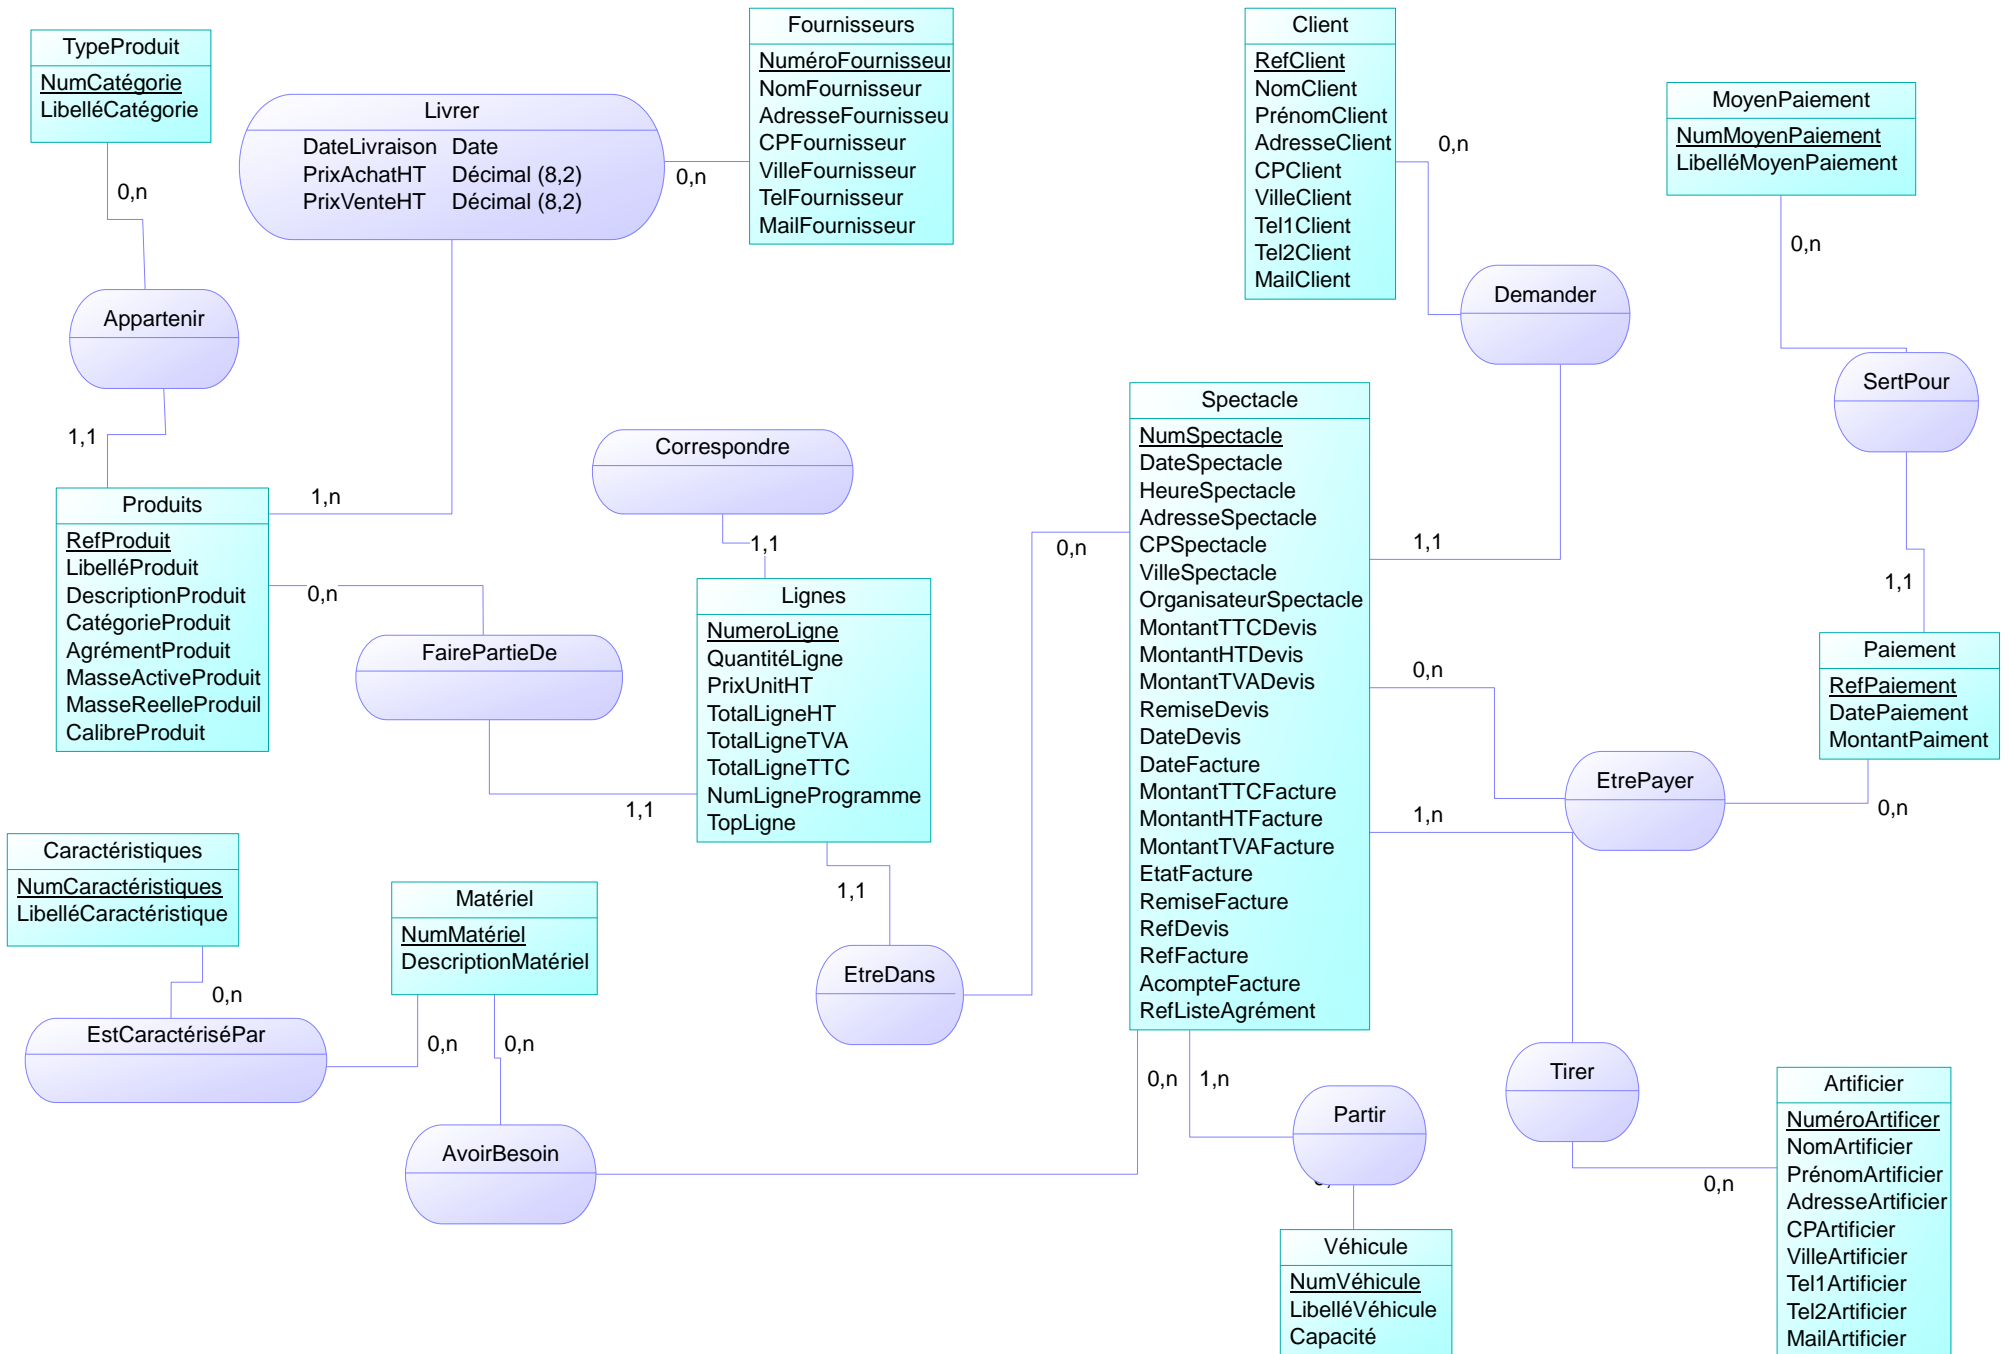 TypeProduit
NumCatégorie
LibelléCatégorie
0,n
Appartenir
1,1
Livrer
DateLivraison Date
PrixAchatHT Décimal (8,2)
PrixVenteHT Décimal (8,2)
0,n
1,n
Fournisseurs
NuméroFournisseur
NomFournisseur
AdresseFournisseu
CPFournisseur
VilleFournisseur
TelFournisseur
MailFournisseur
Client
RefClient
NomClient
PrénomClient
AdresseClient
CPClient
VilleClient
Tel1Client
Tel2Client
MailClient
0,n
Demander
1,1
MoyenPaiement
NumMoyenPaiement
LibelléMoyenPaiement
0,n
SertPour
1,1
Produits
RefProduit
LibelléProduit
DescriptionProduit
CatégorieProduit
AgrémentProduit
MasseActiveProduit
MasseReelleProduil
CalibreProduit
0,n
FairePartieDe
1,1
Correspondre
1,1
Lignes
NumeroLigne
QuantitéLigne
PrixUnitHT
TotalLigneHT
TotalLigneTVA
TotalLigneTTC
NumLigneProgramme
TopLigne
1,1
EtreDans
0,n
Spectacle
NumSpectacle
DateSpectacle
HeureSpectacle
AdresseSpectacle
CPSpectacle
VilleSpectacle
OrganisateurSpectacle
MontantTTCDevis
MontantHTDevis
MontantTVADevis
RemiseDevis
DateDevis
DateFacture
MontantTTCFacture
MontantHTFacture
MontantTVAFacture
EtatFacture
RemiseFacture
RefDevis
RefFacture
AcompteFacture
RefListeAgrément
0,n
1,n
EtrePayer
0,n
Paiement
RefPaiement
DatePaiement
MontantPaiment
Caractéristiques
NumCaractéristiques
LibelléCaractéristique
0,n
EstCaractériséPar
0,n
Matériel
NumMatériel
DescriptionMatériel
0,n
AvoirBesoin
0,n
1,n
Partir
Véhicule
NumVéhicule
LibelléVéhicule
Capacité
Tirer
0,n
Artificier
NuméroArtificer
NomArtificier
PrénomArtificier
AdresseArtificier
CPArtificier
VilleArtificier
Tel1Artificier
Tel2Artificier
MailArtificier